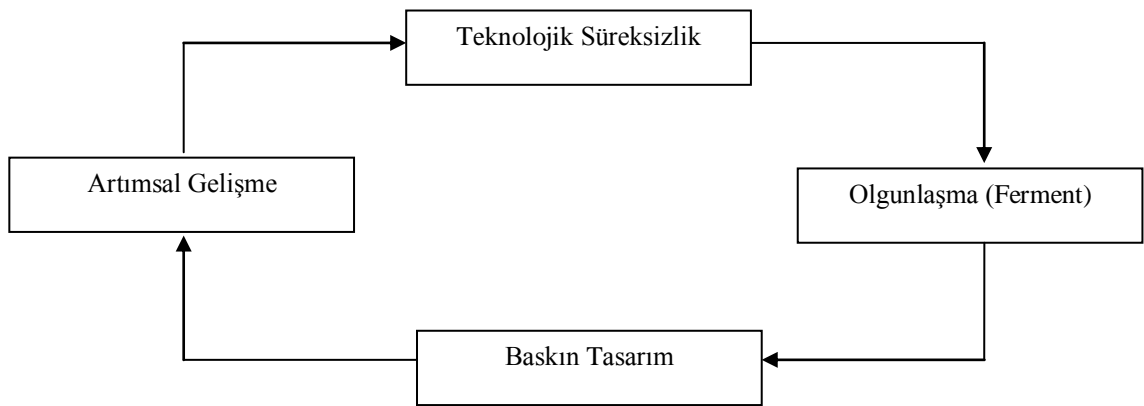 Teknolojik Süreksizlik
Artımsal Gelişme
Olgunlaşma (Ferment)
Baskın Tasarım